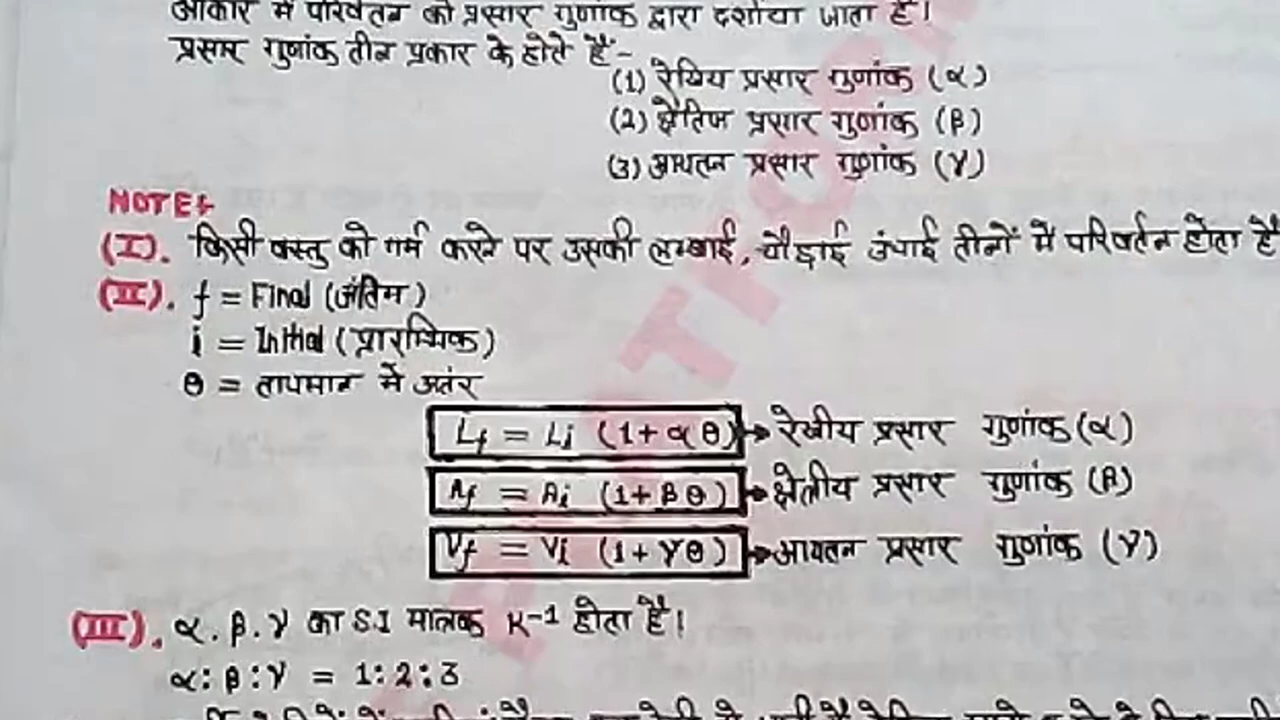 आकार में परिवर्तन को प्रसार गुणांक द्वारा दर्शाया जाता है।
प्रसार गुणांक तीन प्रकार के होते हैं-
(1) रेखिय प्रसार गुणांक (α)
(2) क्षैतिज प्रसार गुणांक (β)
(3) आयतन प्रसार गुणांक (γ)
NOTE:
(I). किसी वस्तु को गर्म करने पर उसकी लम्बाई, चौड़ाई उंचाई तीनों में परिवर्तन होता है
(II). f = Final (अंतिम)
i = Initial (प्रारम्भिक)
θ = तापमान में अतंर
Lf = Li (1+αθ) → रेखीय प्रसार गुणांक (α)
Af = Ai (1+βθ) → क्षेत्रीय प्रसार गुणांक (β)
Vf = Vi (1+γθ) → आयतन प्रसार गुणांक (γ)
(III). α. β. γ का S.I मात्रक K-1 होता है।
α:β:γ = 1:2:3